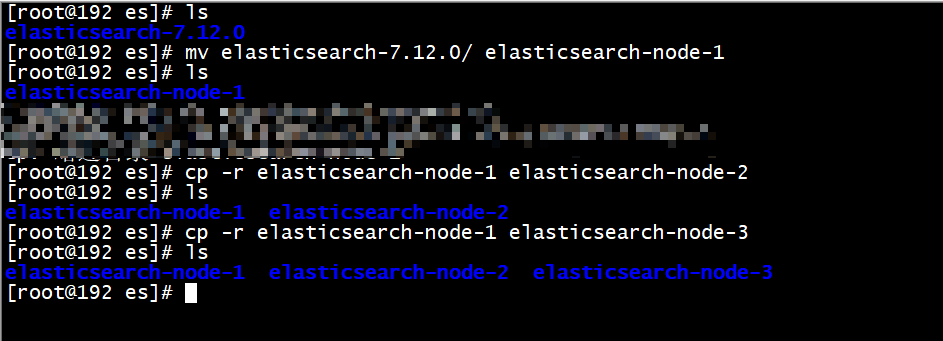 [root@192 es]# ls
elasticsearch-7.12.0
[root@192 es]# mv elasticsearch-7.12.0/ elasticsearch-node-1
[root@192 es]# ls
elasticsearch-node-1
[root@192 es]# cp -r elasticsearch-node-1 elasticsearch-node-2
[root@192 es]# ls
elasticsearch-node-1 elasticsearch-node-2
[root@192 es]# cp -r elasticsearch-node-1 elasticsearch-node-3
[root@192 es]# ls
elasticsearch-node-1 elasticsearch-node-2 elasticsearch-node-3
[root@192 es]#